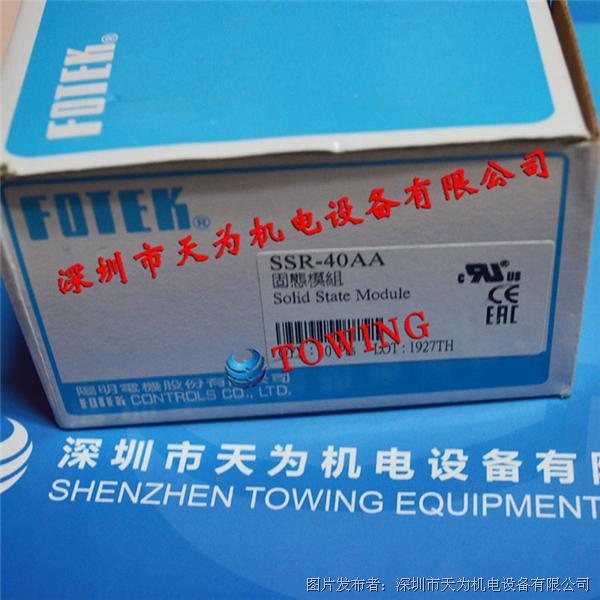 FOTEK®
FOTEK®
深圳市天为机电设备有限公司
SSR-40AA
固態模組
Solid State Module
c UL US
CE
EAC
TOWING
LOT : 1927TH
陽明電機股份有 公司
FOTEK CONTROLS CO., LTD.
深圳市天为机电设备有限
SHENZHEN TOWING EQUIPMENT
图片发布者：深圳市天为机电设备有限公司